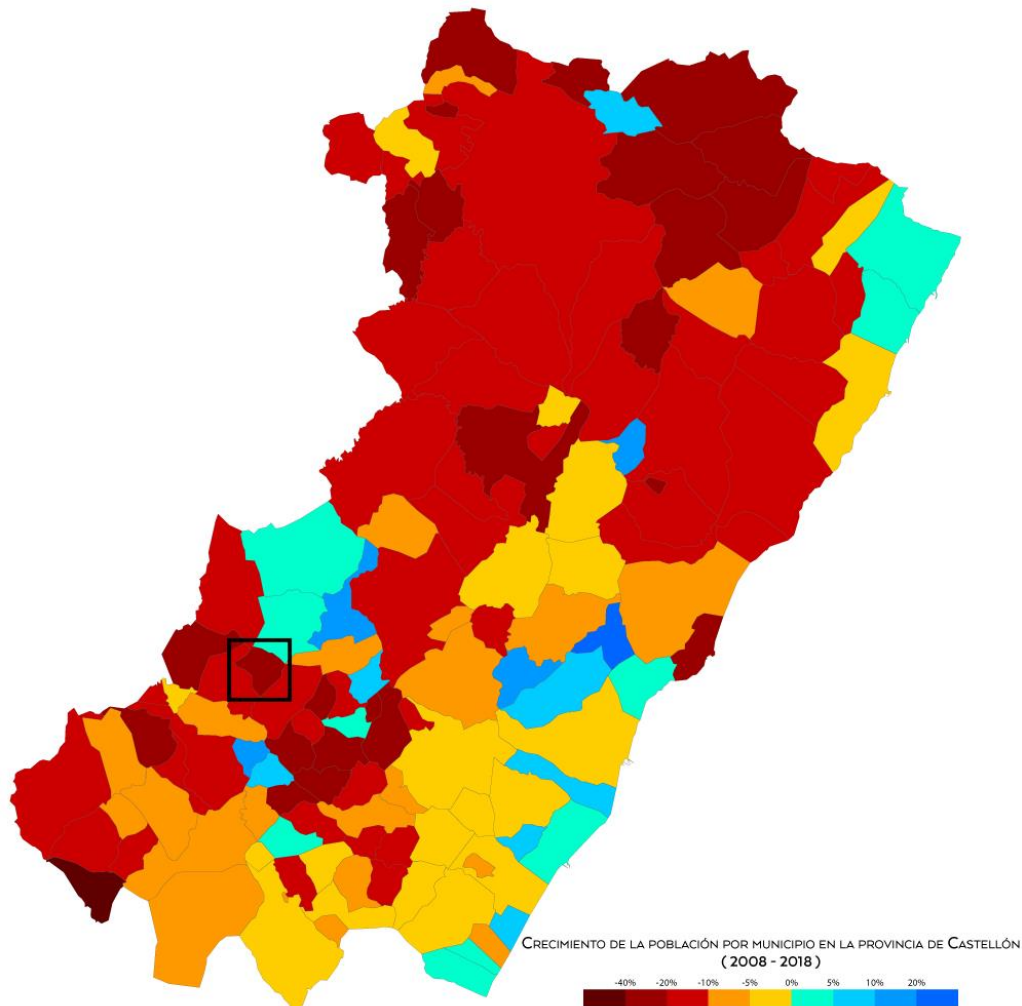 CRECIMIENTO DE LA POBLACIÓN POR MUNICIPIO EN LA PROVINCIA DE CASTELLÓN
( 2008 - 2018 )
-40% -20% -10% -5% 0% 5% 10% 20%